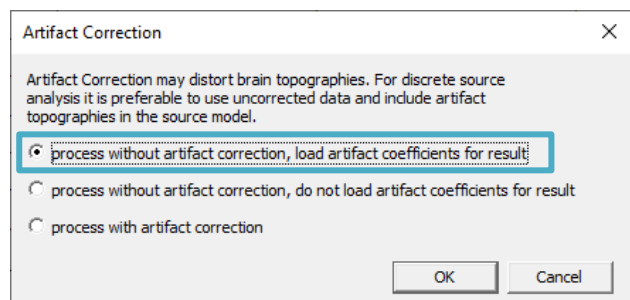 Artifact Correction
Artifact Correction may distort brain topographies. For discrete source
analysis it is preferable to use uncorrected data and include artifact
topographies in the source model.
process without artifact correction, load artifact coefficients for result
process without artifact correction, do not load artifact coefficients for result
process with artifact correction
OK Cancel